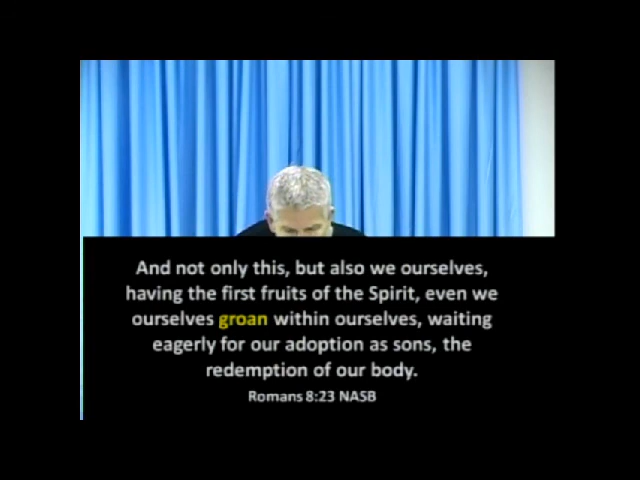 And not only this, but also we ourselves,
having the first fruits of the Spirit, even we
ourselves groan within ourselves, waiting
eagerly for our adoption as sons, the
redemption of our body.
Romans 8:23 NASB